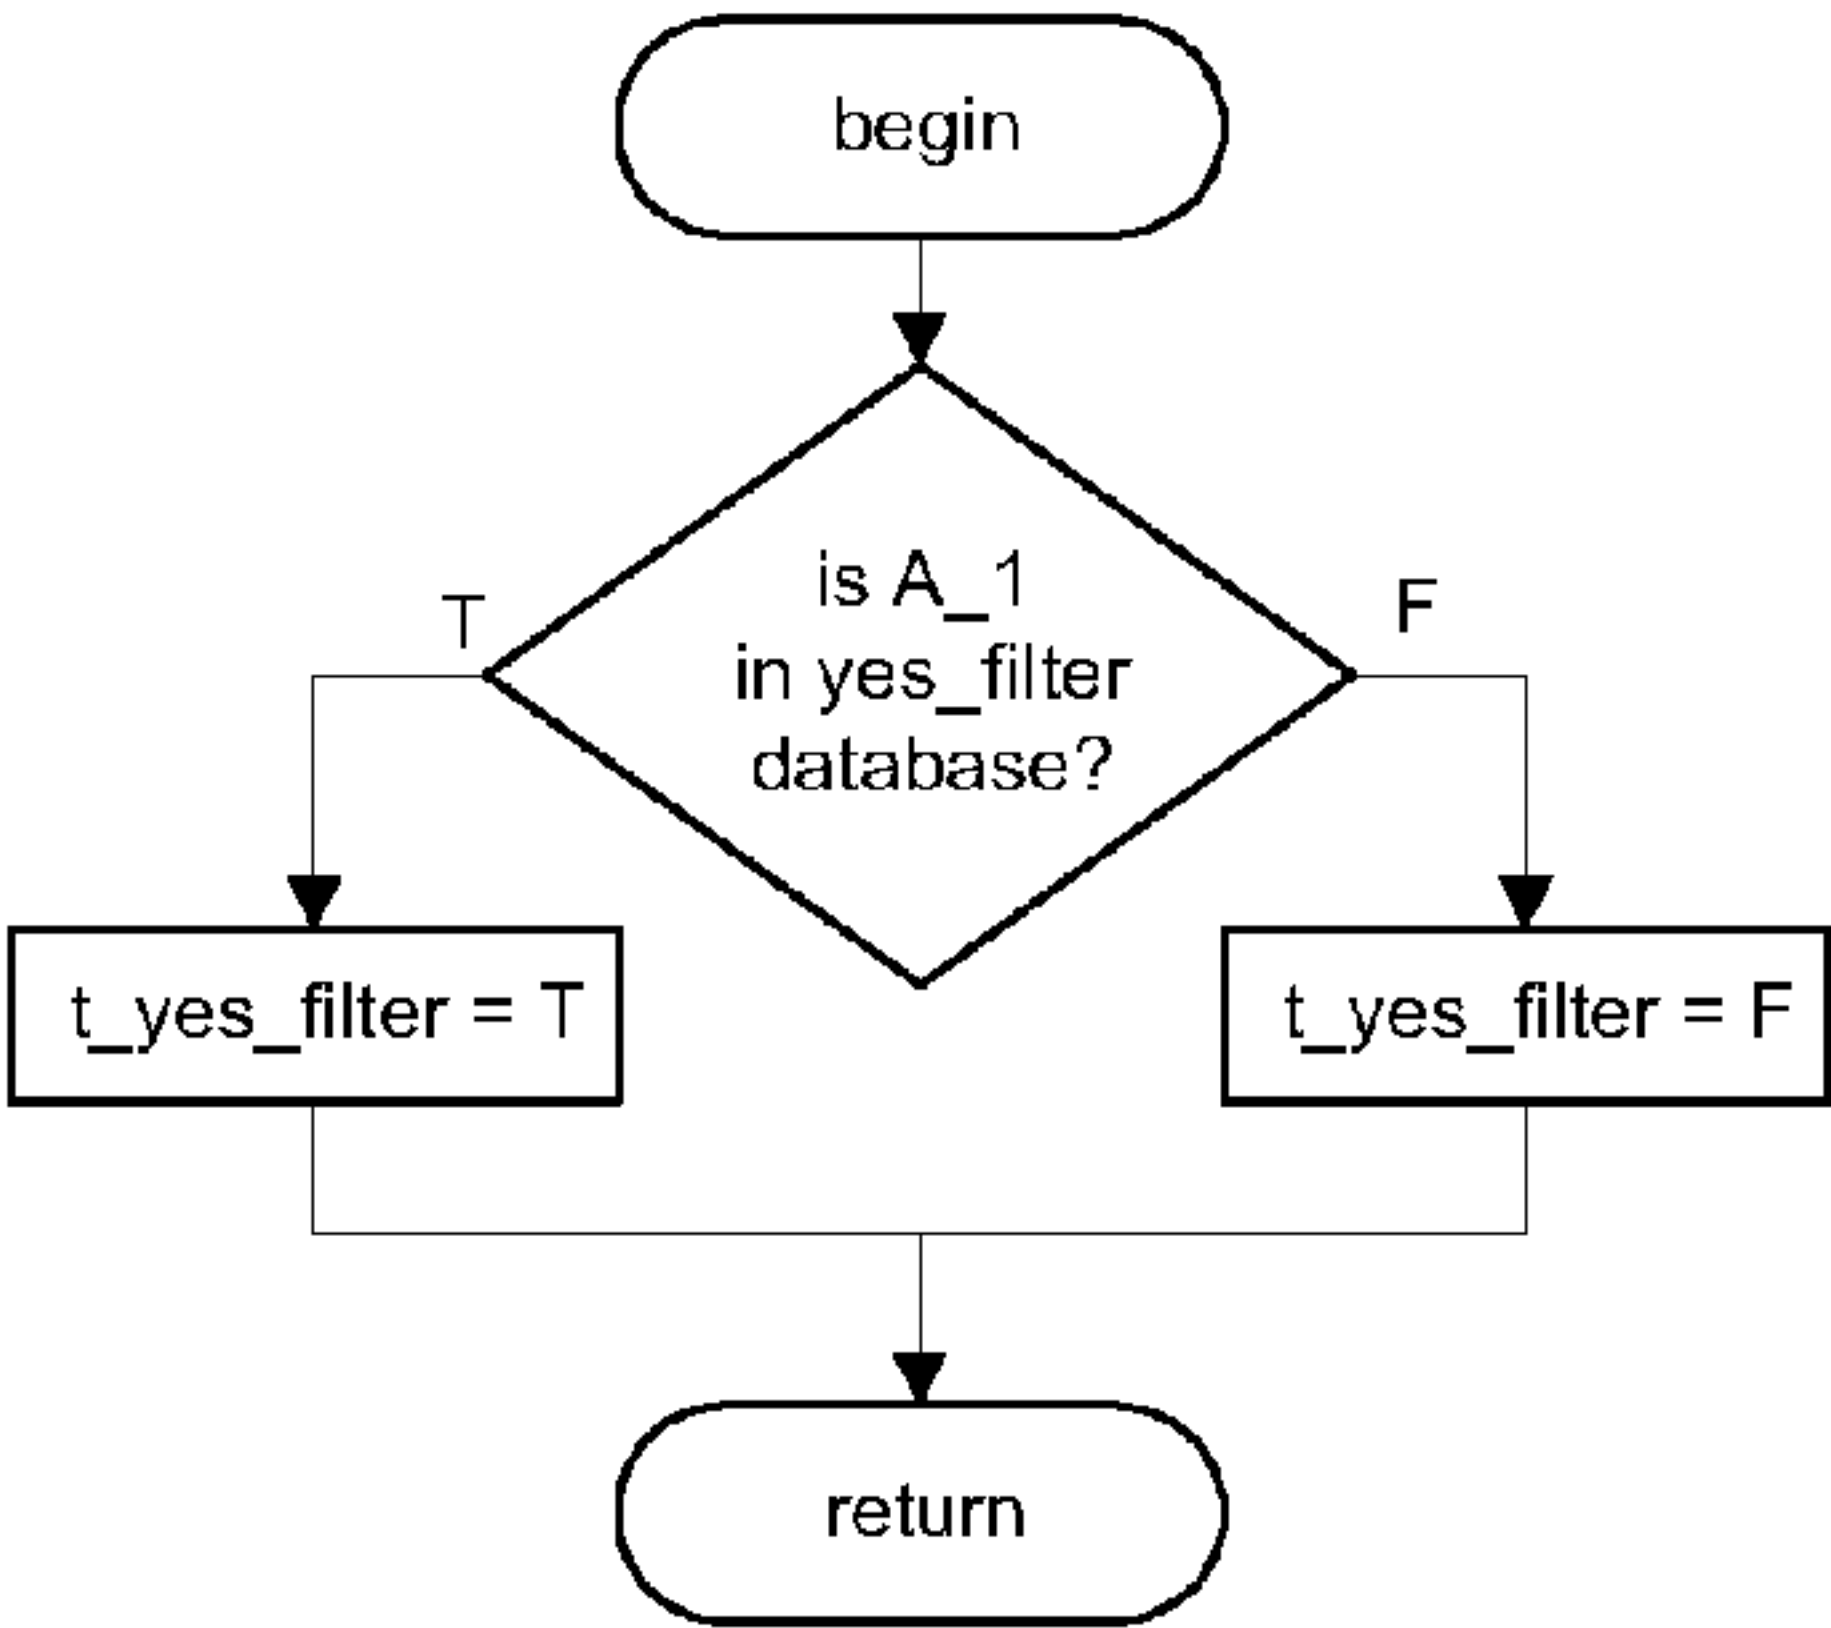 begin
is A_1
in yes_filter
database?
T
F
t_yes_filter = T
t_yes_filter = F
return